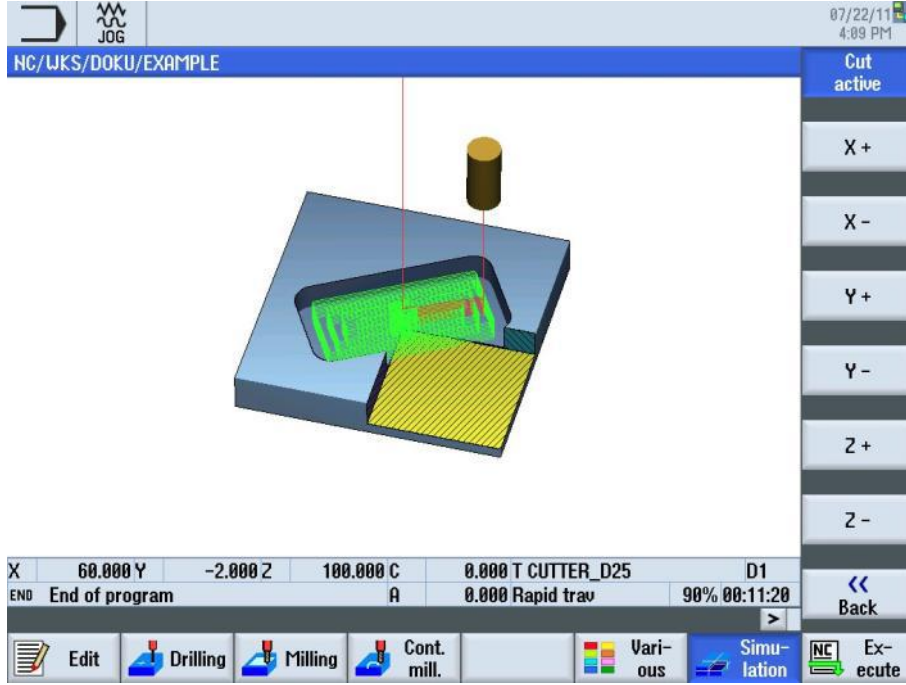 JOG
07/22/11
4:09 PM
NC/WKS/DOKU/EXAMPLE
Cut
active
X +
X -
Y +
Y -
Z +
Z -
X 60.000 Y -2.000 Z 100.000 C 0.000 T CUTTER_D25 D1
END End of program A 0.000 Rapid trav 90% 00:11:20
<<
Back
>
Edit
Drilling
Milling
Cont.
mill.
Vari-
ous
Simu-
lation
NC
Ex-
ecute